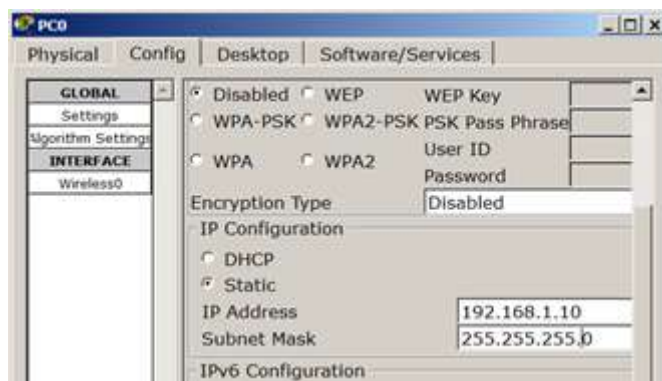 PC0
Physical Config Desktop Software/Services
GLOBAL
Settings
Algorithm Settings
INTERFACE
Wireless0
Disabled WEP WEP Key
WPA-PSK WPA2-PSK PSK Pass Phrase
User ID
WPA WPA2
Password
Encryption Type Disabled
IP Configuration
DHCP
Static
IP Address 192.168.1.10
Subnet Mask 255.255.255.0
IPv6 Configuration